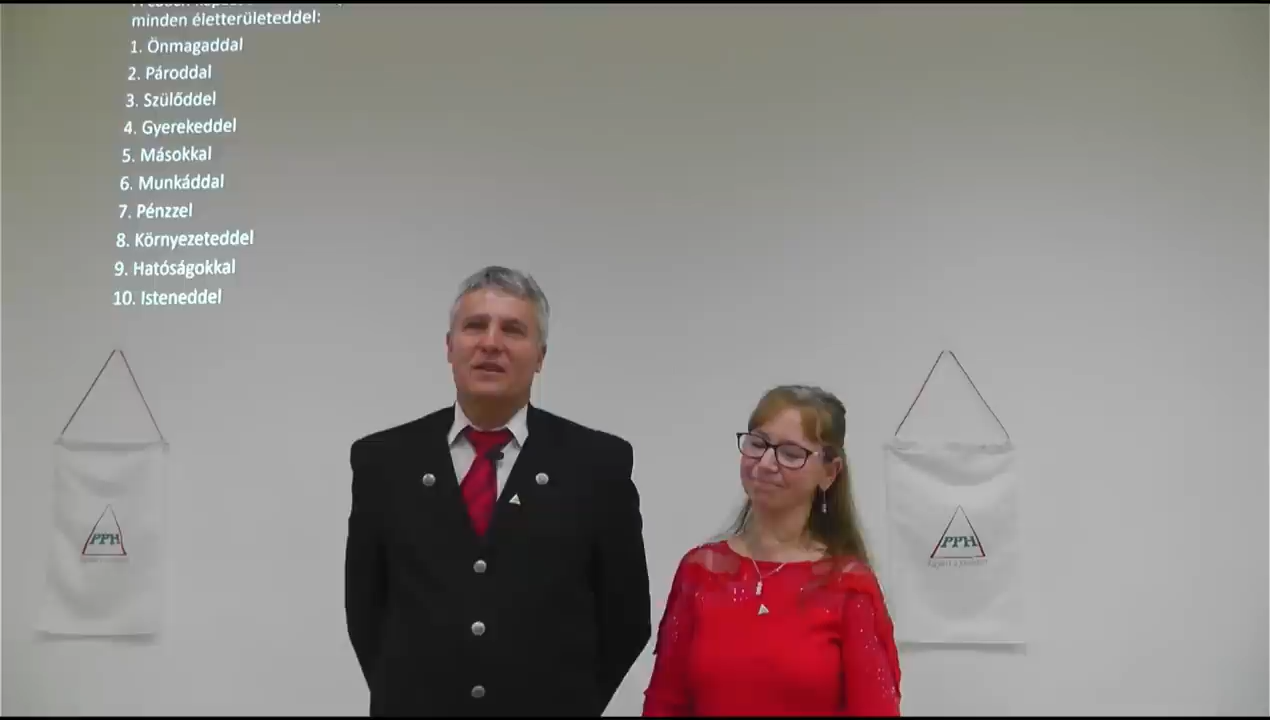 minden életterületeddel:
1. Önmagaddal
2. Pároddal
3. Szülőddel
4. Gyerekeddel
5. Másokkal
6. Munkáddal
7. Pénzzel
8. Környezeteddel
9. Hatóságokkal
10. Isteneddel
PPH
PPH